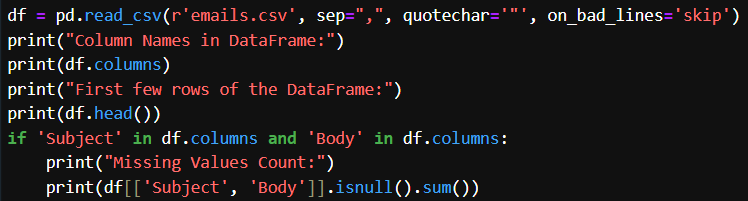 df = pd.read_csv(r'emails.csv', sep=",", quotechar='"', on_bad_lines='skip')
print("Column Names in DataFrame:")
print(df.columns)
print("First few rows of the DataFrame:")
print(df.head())
if 'Subject' in df.columns and 'Body' in df.columns:
    print("Missing Values Count:")
    print(df[['Subject', 'Body']].isnull().sum())